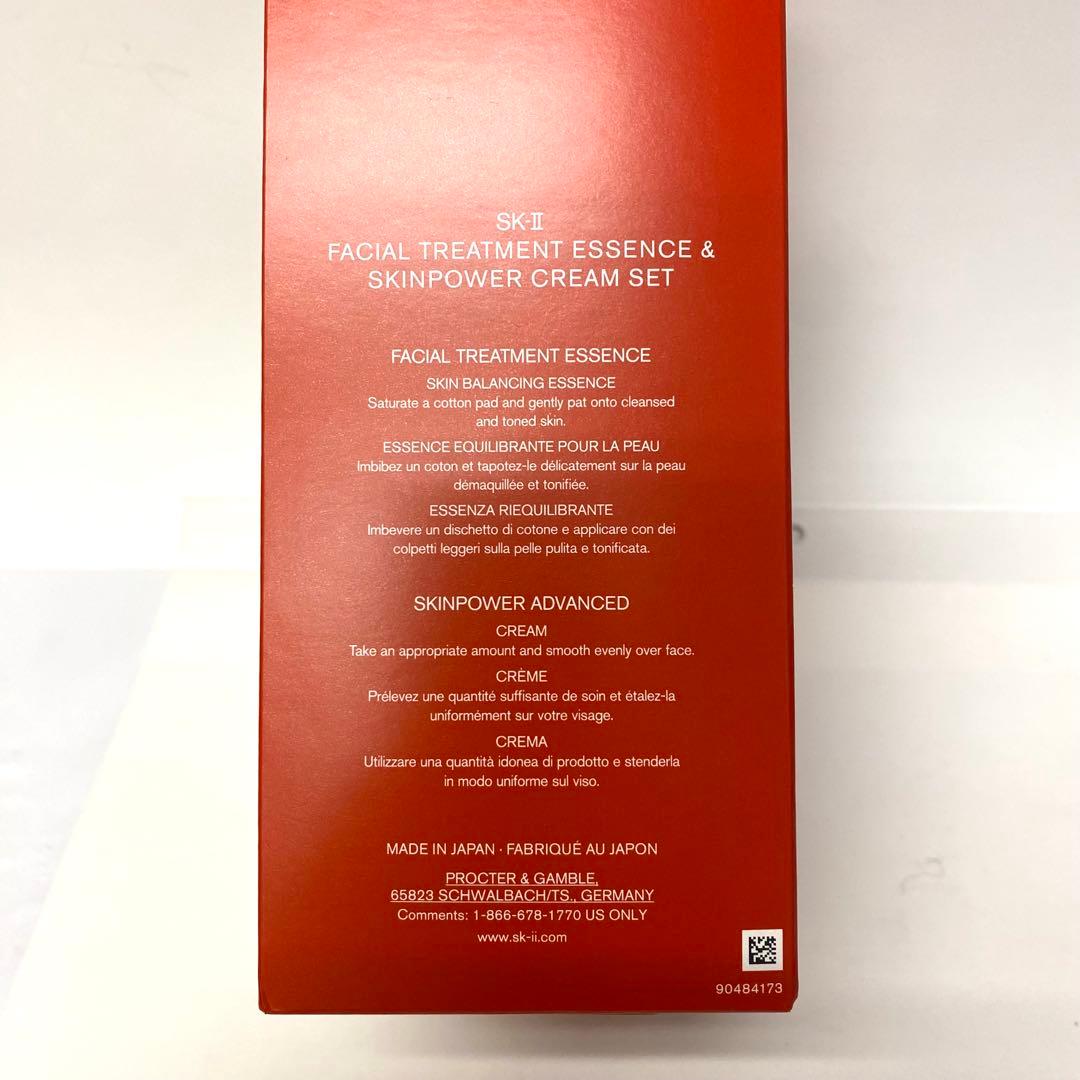 SK-II
FACIAL TREATMENT ESSENCE &
SKINPOWER CREAM SET
FACIAL TREATMENT ESSENCE
SKIN BALANCING ESSENCE
Saturate a cotton pad and gently pat onto cleansed
and toned skin.
ESSENCE EQUILIBRANTE POUR LA PEAU
Imbibez un coton et tapotez-le délicatement sur la peau
démaquillée et tonifiée.
ESSENZA RIEQUILIBRANTE
Imbevere un dischetto di cotone e applicare con dei
colpetti leggeri sulla pelle pulita e tonificata.
SKINPOWER ADVANCED
CREAM
Take an appropriate amount and smooth evenly over face.
CRÈME
Prélevez une quantité suffisante de soin et étalez-la
uniformément sur votre visage.
CREMA
Utilizzare una quantità idonea di prodotto e stenderla
in modo uniforme sul viso.
MADE IN JAPAN · FABRIQUÉ AU JAPON
PROCTER & GAMBLE,
65823 SCHWALBACH/TS., GERMANY
Comments: 1-866-678-1770 US ONLY
www.sk-ii.com
90484173